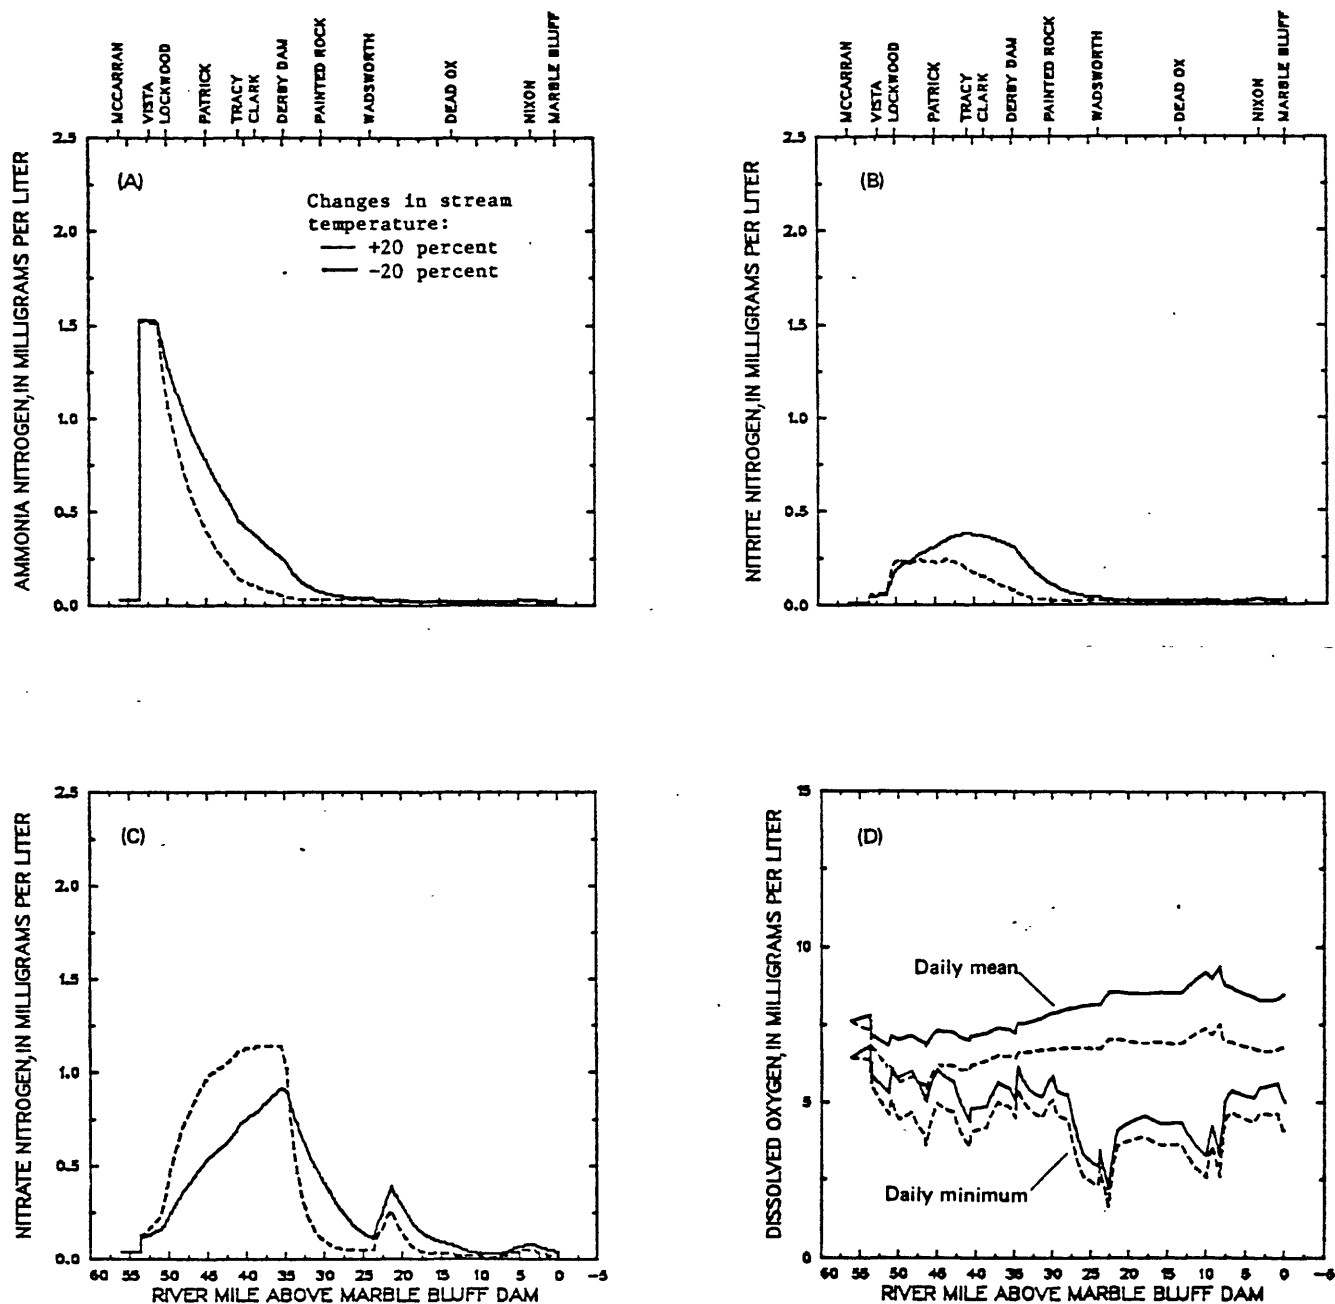 MCCARRAN
VISTA
LOCKWOOD
PATRICK
TRACY
CLARK
DERBY DAM
PAINTED ROCK
WADSWORTH
DEAD OX
NIXON
MARBLE BLUFF
2.5
2.0
1.5
1.0
0.5
0.0
AMMONIA NITROGEN, IN MILLIGRAMS PER LITER
(A)
Changes in stream
temperature:
+20 percent
-20 percent
MCCARRAN
VISTA
LOCKWOOD
PATRICK
TRACY
CLARK
DERBY DAM
PAINTED ROCK
WADSWORTH
DEAD OX
NIXON
MARBLE BLUFF
2.5
2.0
1.5
1.0
0.5
0.0
NITRITE NITROGEN, IN MILLIGRAMS PER LITER
(B)
2.5
2.0
1.5
1.0
0.5
0.0
NITRATE NITROGEN, IN MILLIGRAMS PER LITER
(C)
60 55 50 45 40 35 30 25 20 15 10 5 0 -5
RIVER MILE ABOVE MARBLE BLUFF DAM
15
10
5
0
DISSOLVED OXYGEN, IN MILLIGRAMS PER LITER
(D)
Daily mean
Daily minimum
60 55 50 45 40 35 30 25 20 15 10 5 0 -5
RIVER MILE ABOVE MARBLE BLUFF DAM